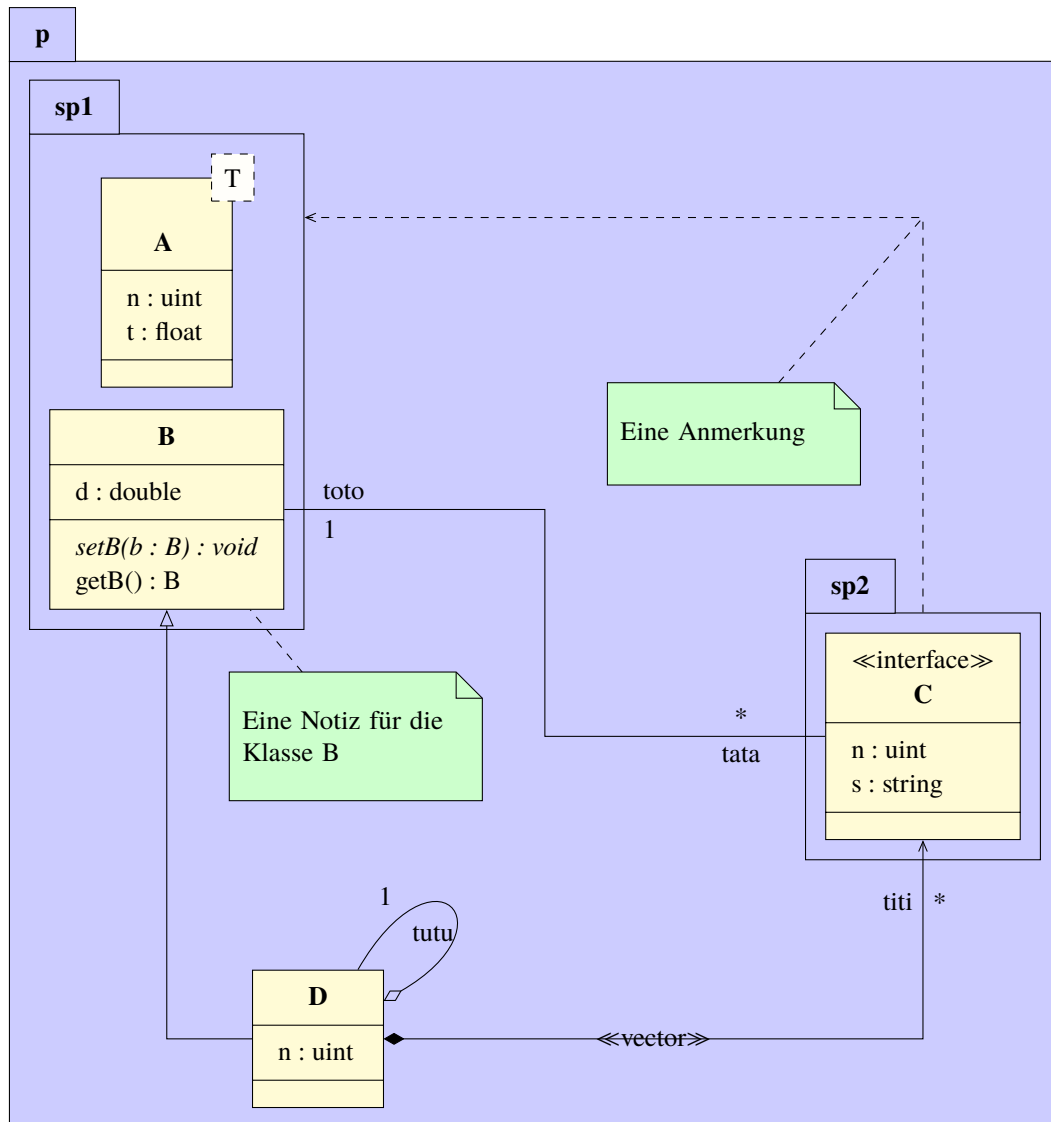 p
sp1
T
A
n : uint
t : float
B
d : double
setB(b : B) : void
getB() : B
toto
1
Eine Anmerkung
sp2
≪interface≫
C
n : uint
s : string
*
tata
Eine Notiz für die
Klasse B
titi
*
1
tutu
D
n : uint
≪vector≫